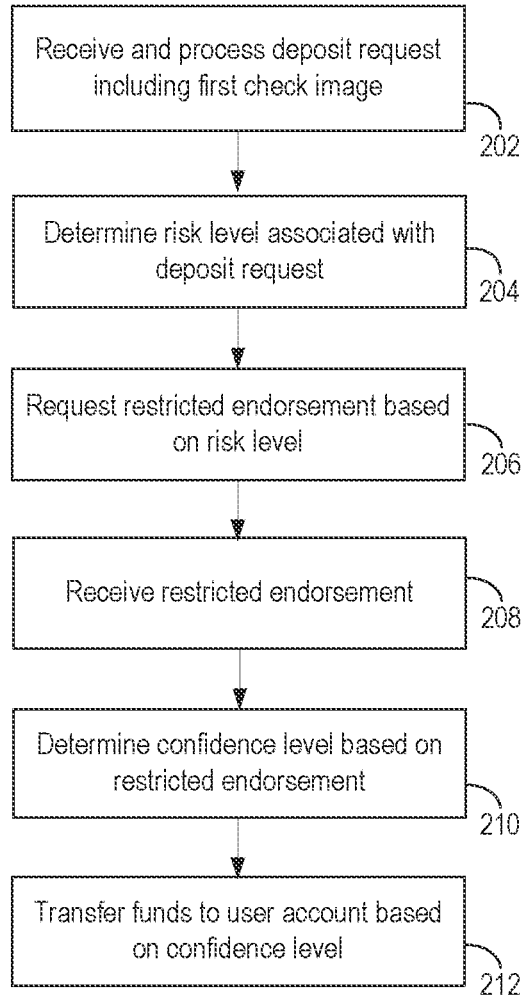 Receive and process deposit request
including first check image
202
Determine risk level associated with
deposit request
204
Request restricted endorsement based
on risk level
206
Receive restricted endorsement
208
Determine confidence level based on
restricted endorsement
210
Transfer funds to user account based
on confidence level
212